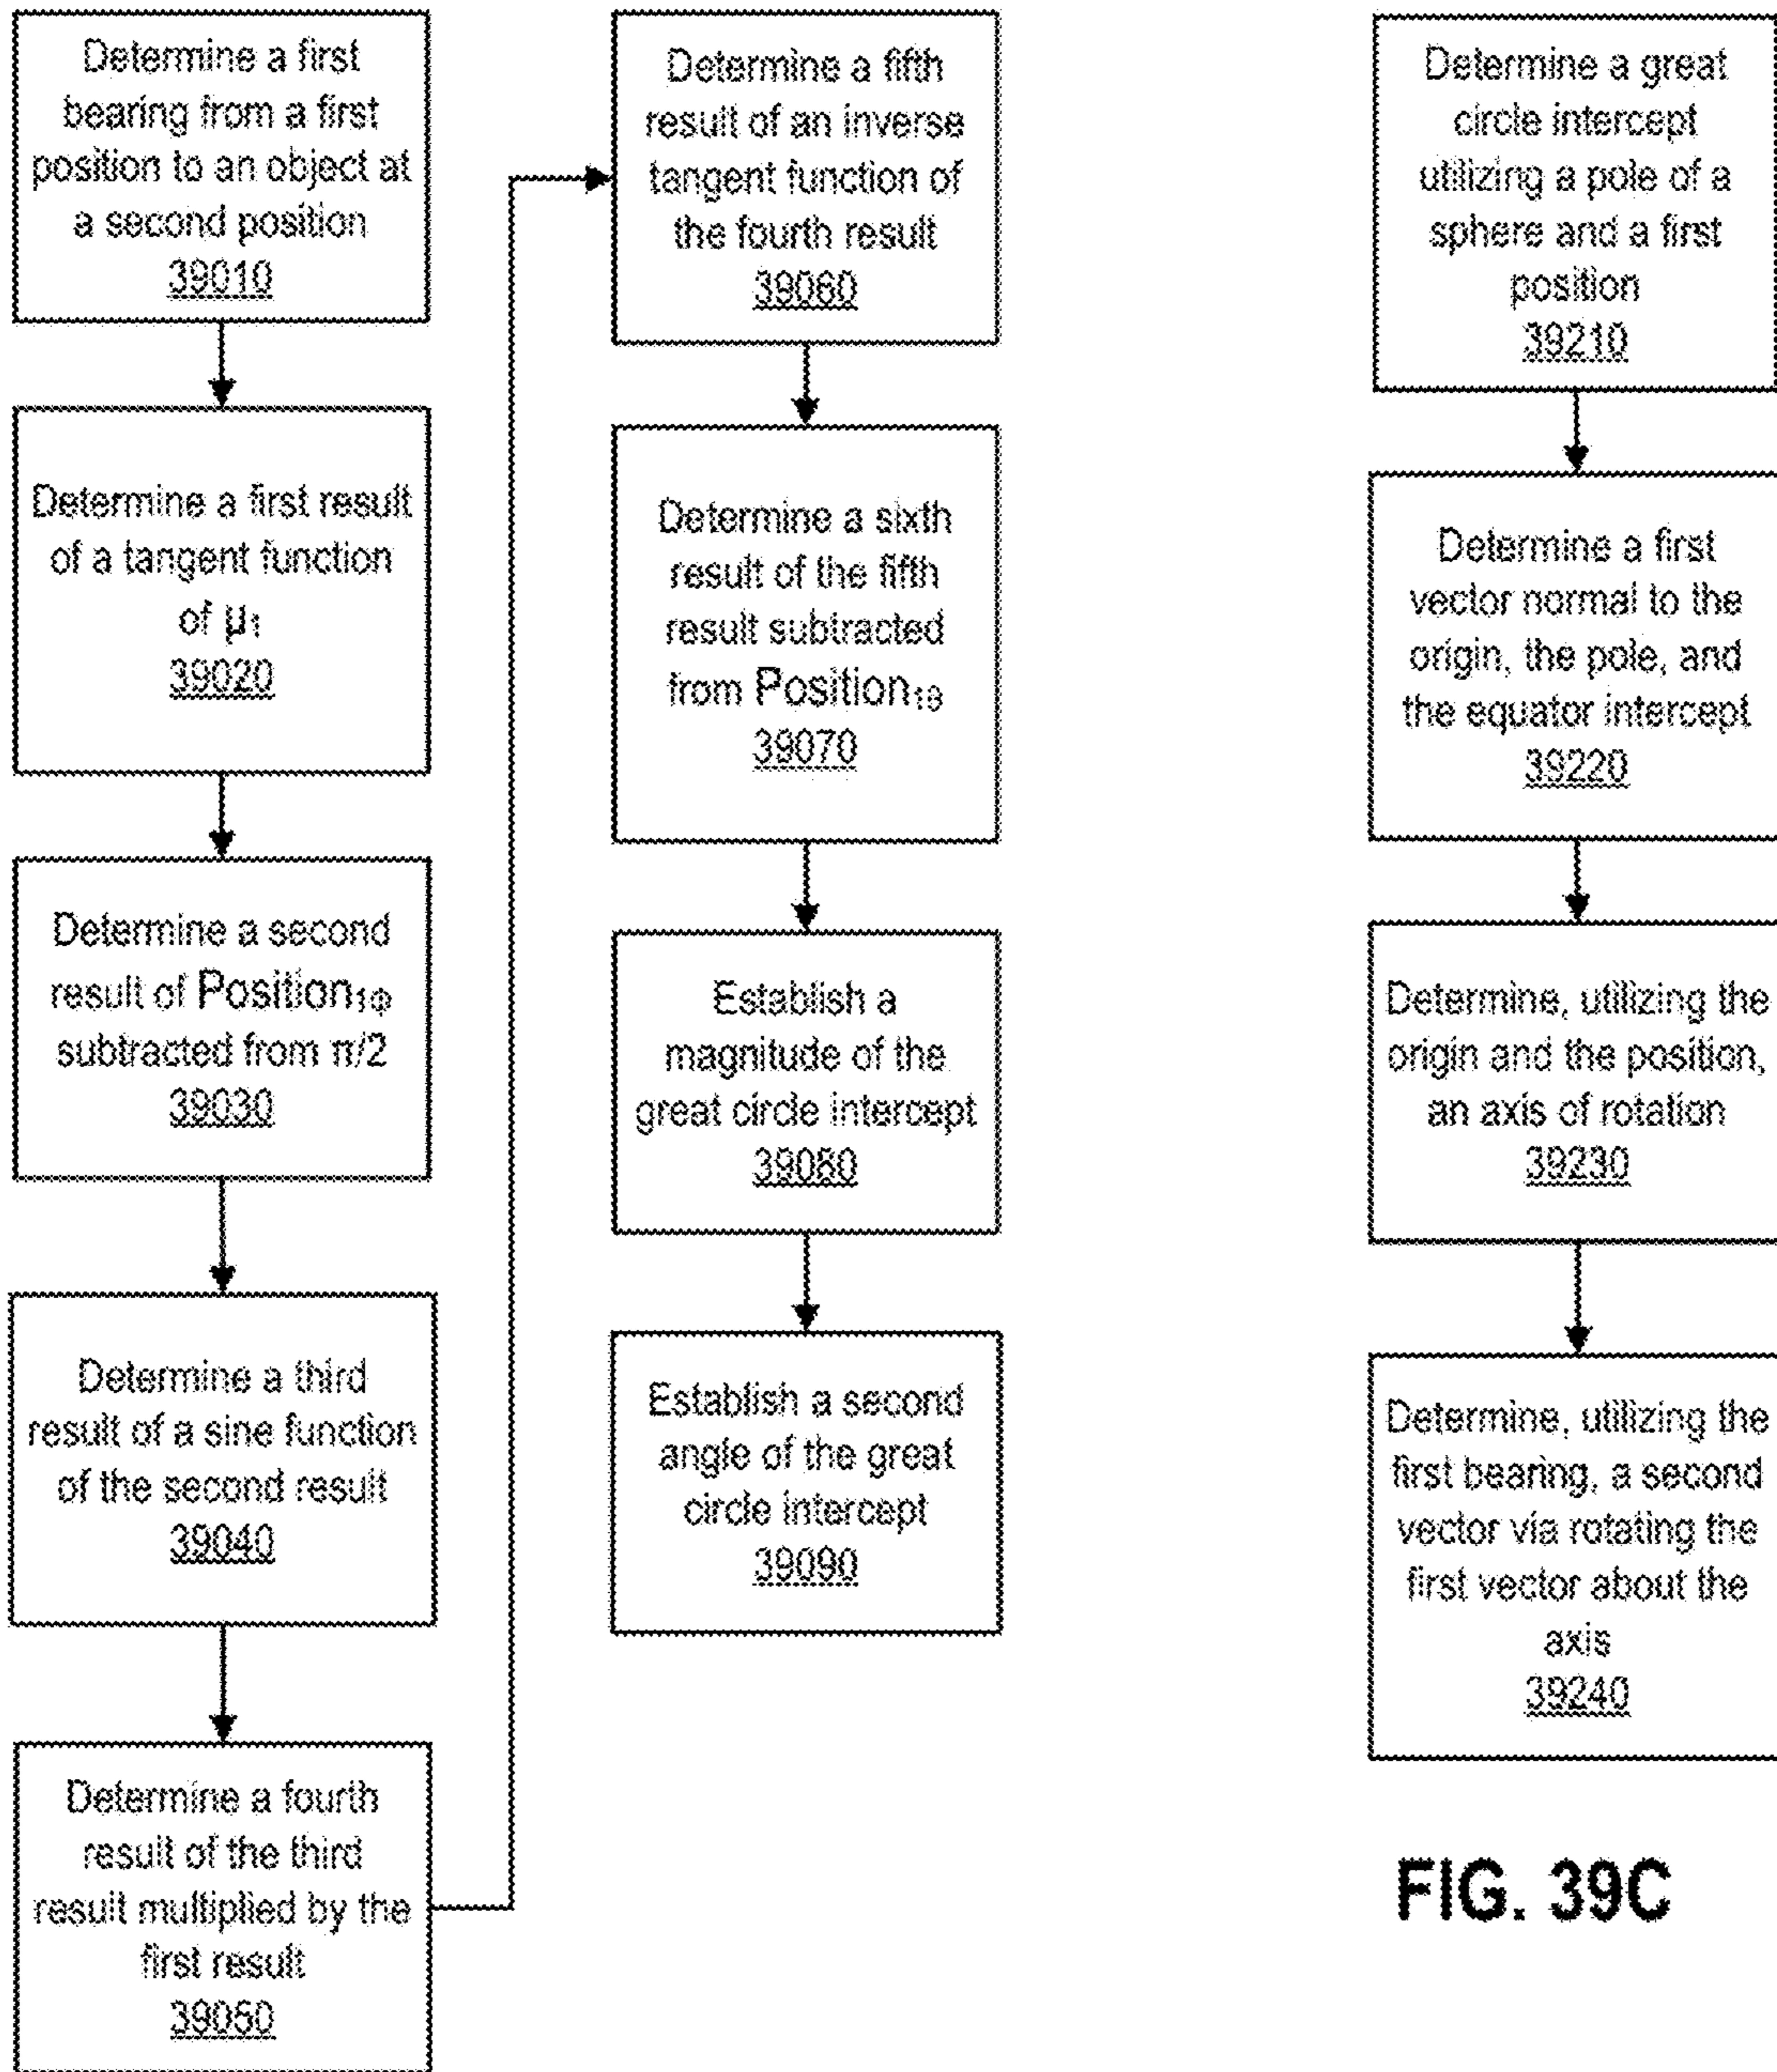 Determine a first
bearing from a first
position to an object at
a second position
39010
Determine a first result
of a tangent function
of μ₁
39020
Determine a second
result of Position₁φ
subtracted from π/2
39030
Determine a third
result of a sine function
of the second result
39040
Determine a fourth
result of the third
result multiplied by the
first result
39050
Determine a fifth
result of an inverse
tangent function of
the fourth result
39060
Determine a sixth
result of the fifth
result subtracted
from Position₁θ
39070
Establish a
magnitude of the
great circle intercept
39080
Establish a second
angle of the great
circle intercept
39090
Determine a great
circle intercept
utilizing a pole of a
sphere and a first
position
39210
Determine a first
vector normal to the
origin, the pole, and
the equator intercept
39220
Determine, utilizing the
origin and the position,
an axis of rotation
39230
Determine, utilizing the
first bearing, a second
vector via rotating the
first vector about the
axis
39240
FIG. 39C